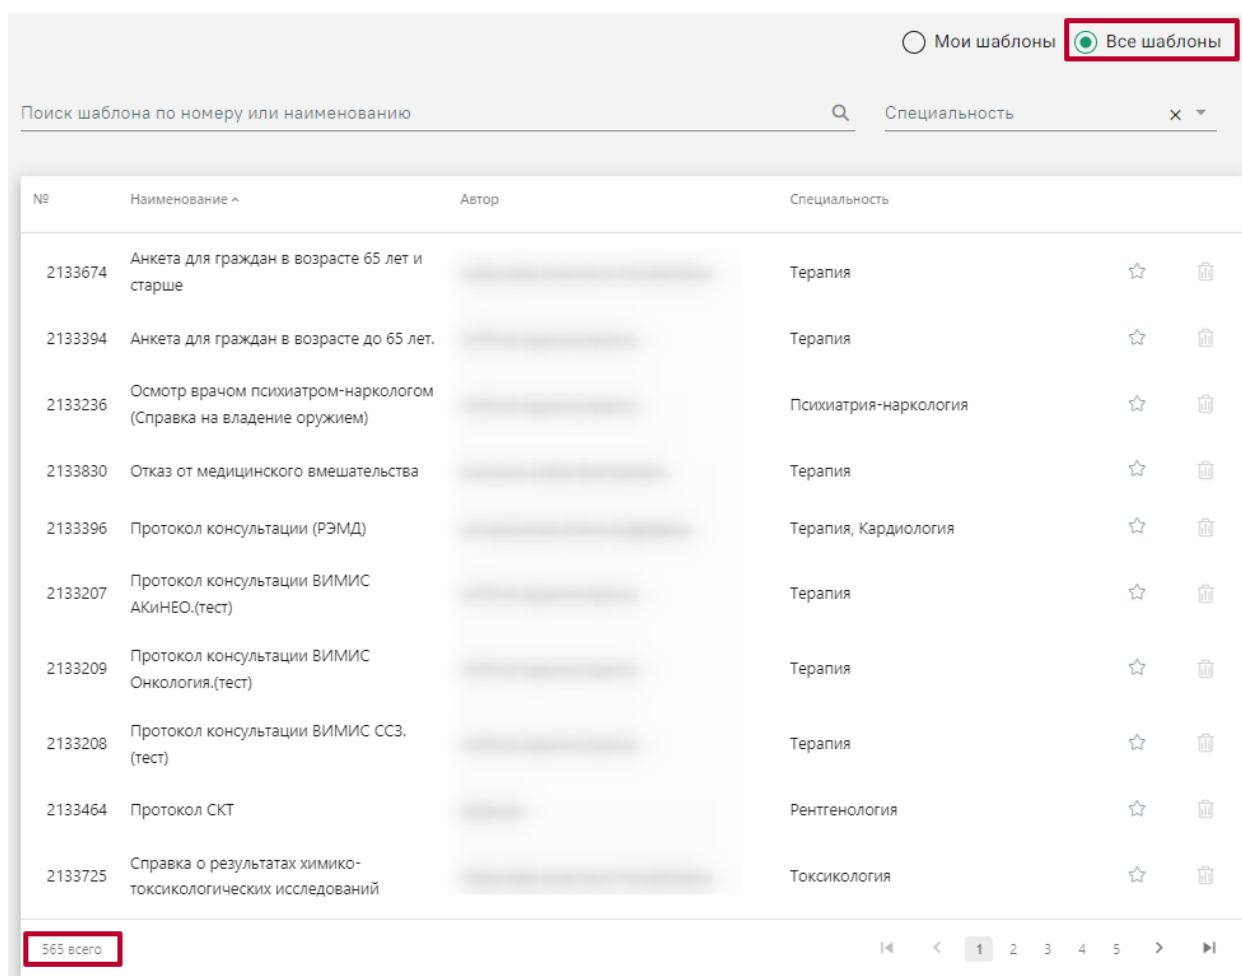 Мои шаблоны Все шаблоны
Поиск шаблона по номеру или наименованию Специальность
№ Наименование Автор Специальность
2133674 Анкета для граждан в возрасте 65 лет и старше Терапия
2133394 Анкета для граждан в возрасте до 65 лет. Терапия
2133236 Осмотр врачом психиатром-наркологом (Справка на владение оружием) Психиатрия-наркология
2133830 Отказ от медицинского вмешательства Терапия
2133396 Протокол консультации (РЭМД) Терапия, Кардиология
2133207 Протокол консультации ВИМИС АКиНЕО.(тест) Терапия
2133209 Протокол консультации ВИМИС Онкология.(тест) Терапия
2133208 Протокол консультации ВИМИС ССЗ.(тест) Терапия
2133464 Протокол СКТ Рентгенология
2133725 Справка о результатах химико-токсикологических исследований Токсикология
565 всего 1 2 3 4 5